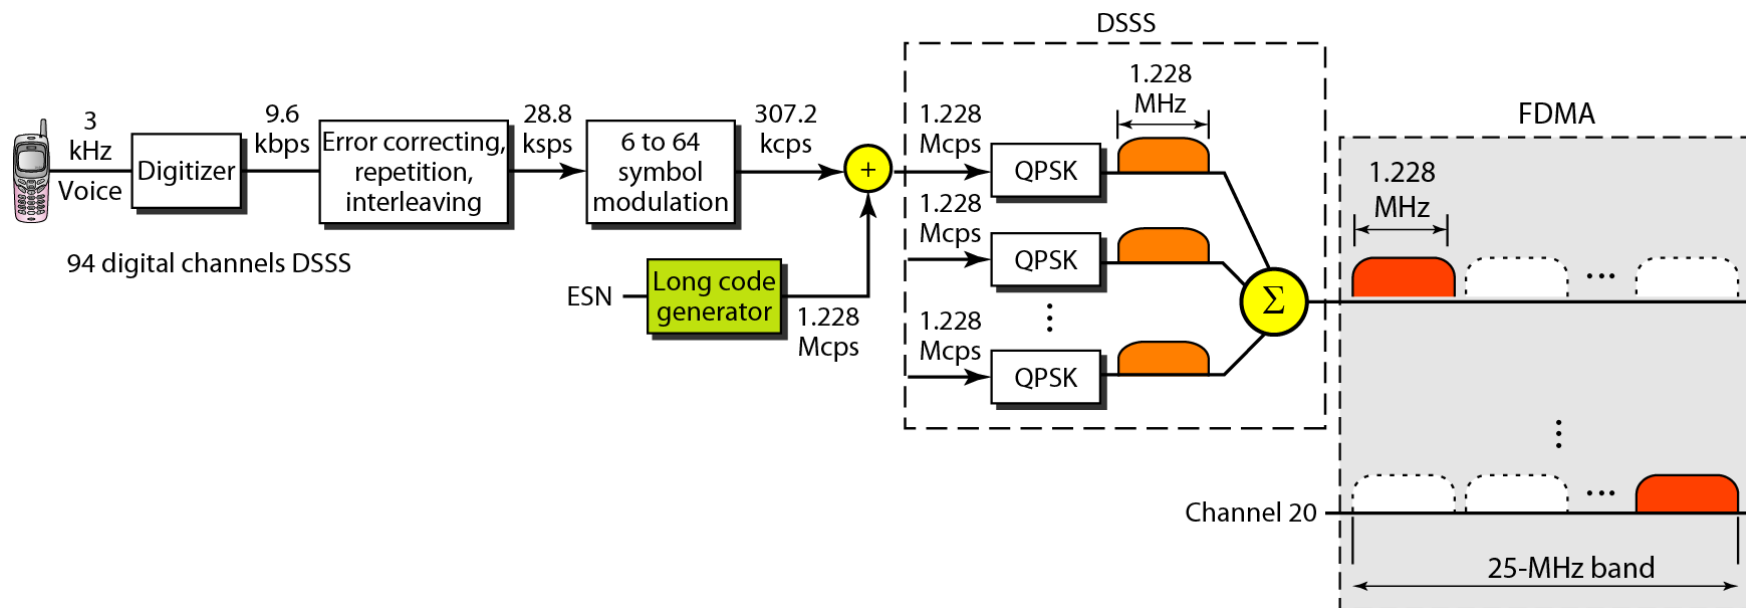 DSSS
3
kHz
Voice
Digitizer
9.6
kbps
Error correcting,
repetition,
interleaving
28.8
ksps
6 to 64
symbol
modulation
307.2
kcps
+
94 digital channels DSSS
ESN
Long code
generator
1.228
Mcps
1.228
Mcps
QPSK
1.228
MHz
1.228
Mcps
QPSK
1.228
Mcps
QPSK
Σ
FDMA
1.228
MHz
...
Channel 20
...
25-MHz band